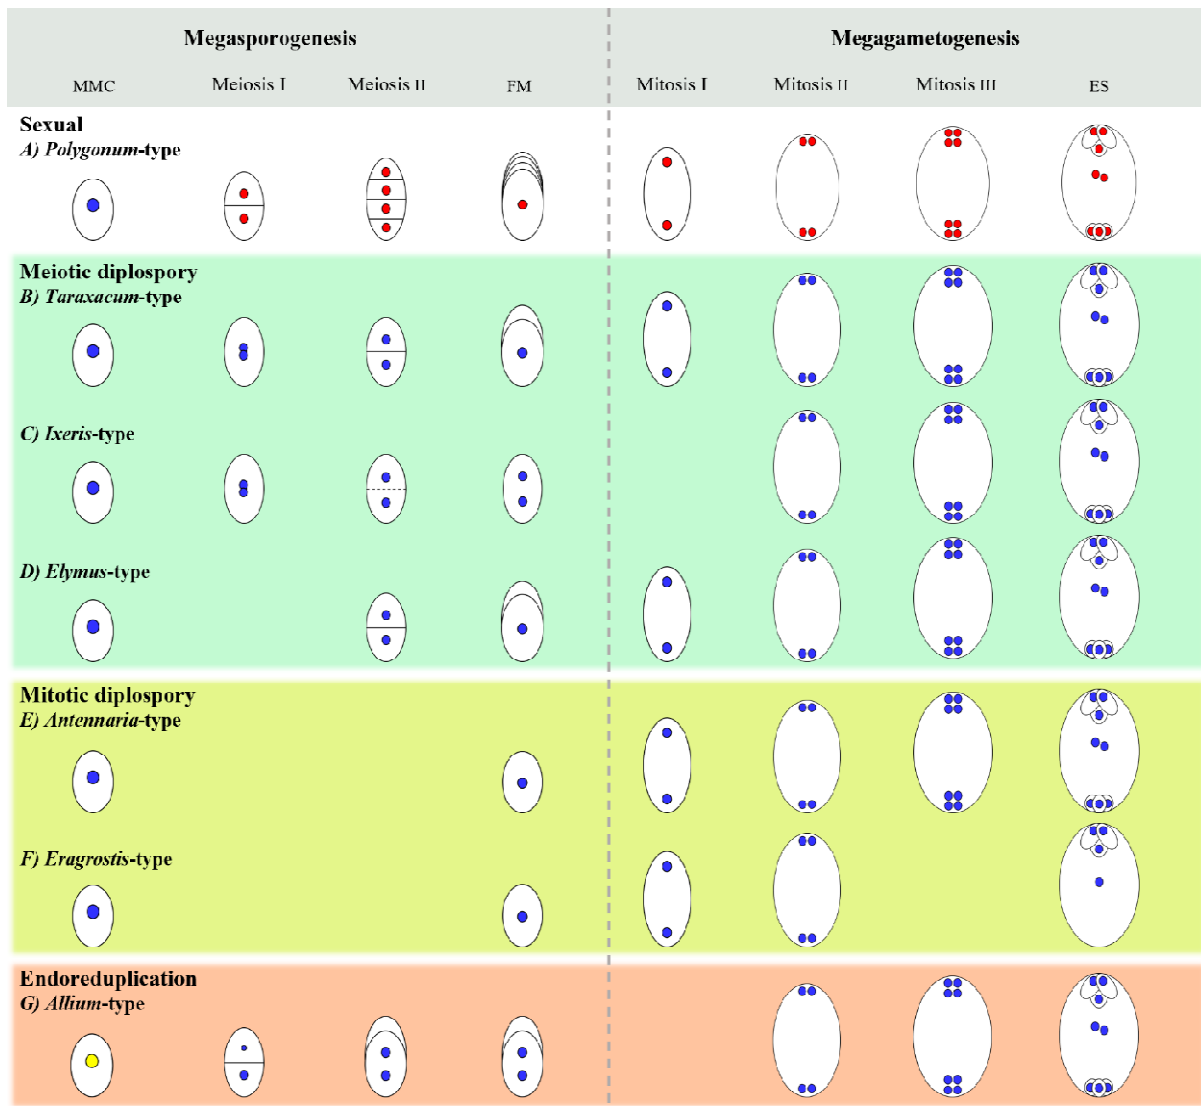 Megasporogenesis Megagametogenesis
MMC Meiosis I Meiosis II FM Mitosis I Mitosis II Mitosis III ES
Sexual
A) Polygonum-type
Meiotic diplospory
B) Taraxacum-type
C) Ixeris-type
D) Elymus-type
Mitotic diplospory
E) Antennaria-type
F) Eragrostis-type
Endoreduplication
G) Allium-type